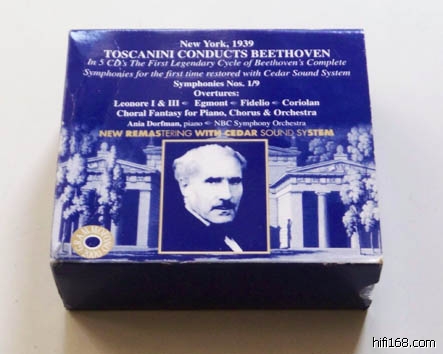 New York, 1939
TOSCANINI CONDUCTS BEETHOVEN
In 5 CD's The First Legendary Cycle of Beethoven's Complete
Symphonies for the first time restored with Cedar Sound System
Symphonies Nos. 1/9
Overtures:
Leonore I & III Egmont Fidelio Coriolan
Choral Fantasy for Piano, Chorus & Orchestra
Ania Dorfman, piano NBC Symphony Orchestra
NEW REMASTERING WITH CEDAR SOUND SYSTEM
hifi168.com